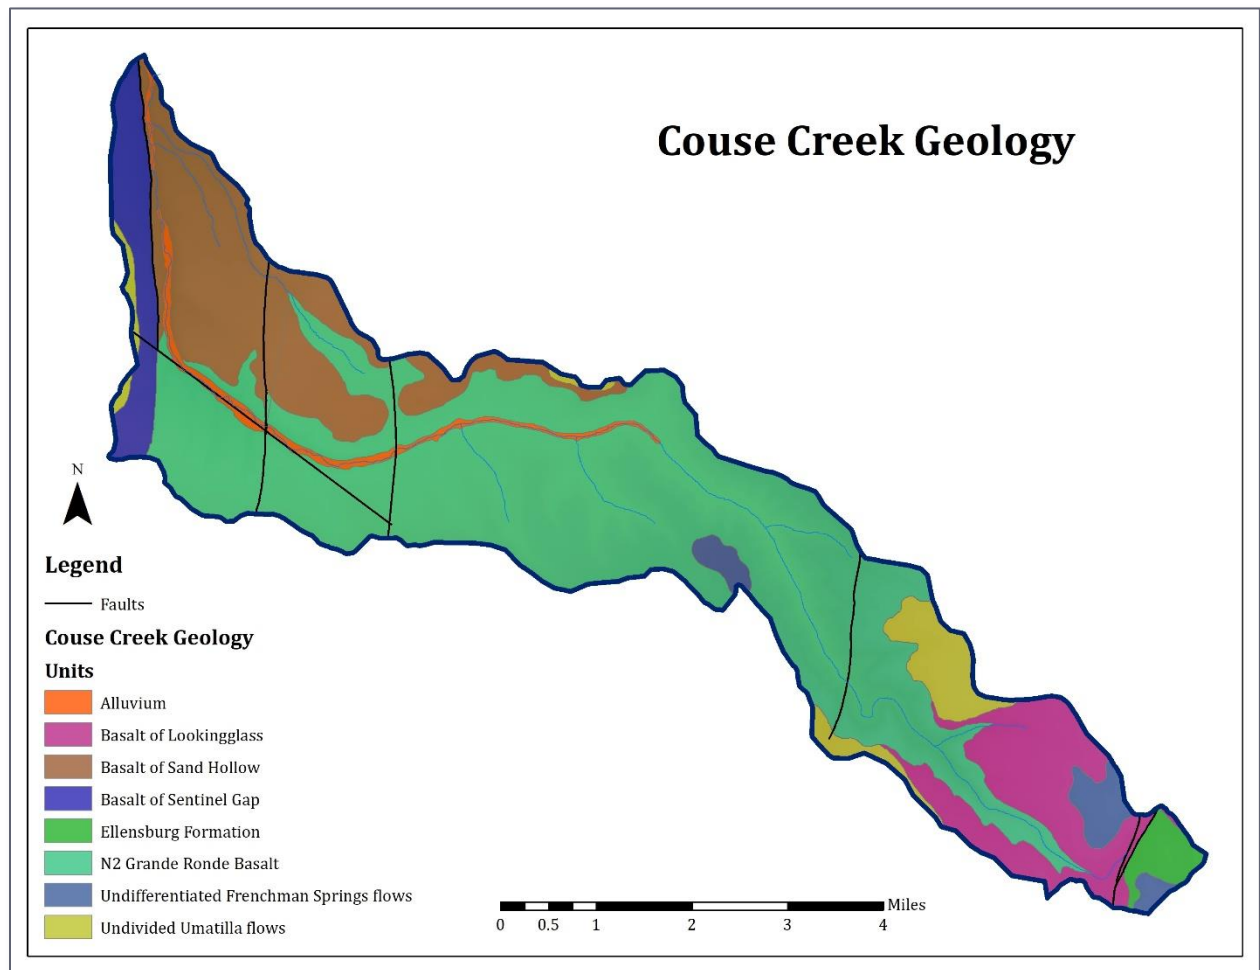 Couse Creek Geology
N
Legend
Faults
Couse Creek Geology
Units
Alluvium
Basalt of Lookingglass
Basalt of Sand Hollow
Basalt of Sentinel Gap
Ellensburg Formation
N2 Grande Ronde Basalt
Undifferentiated Frenchman Springs flows
Undivided Umatilla flows
Miles
0 0.5 1 2 3 4